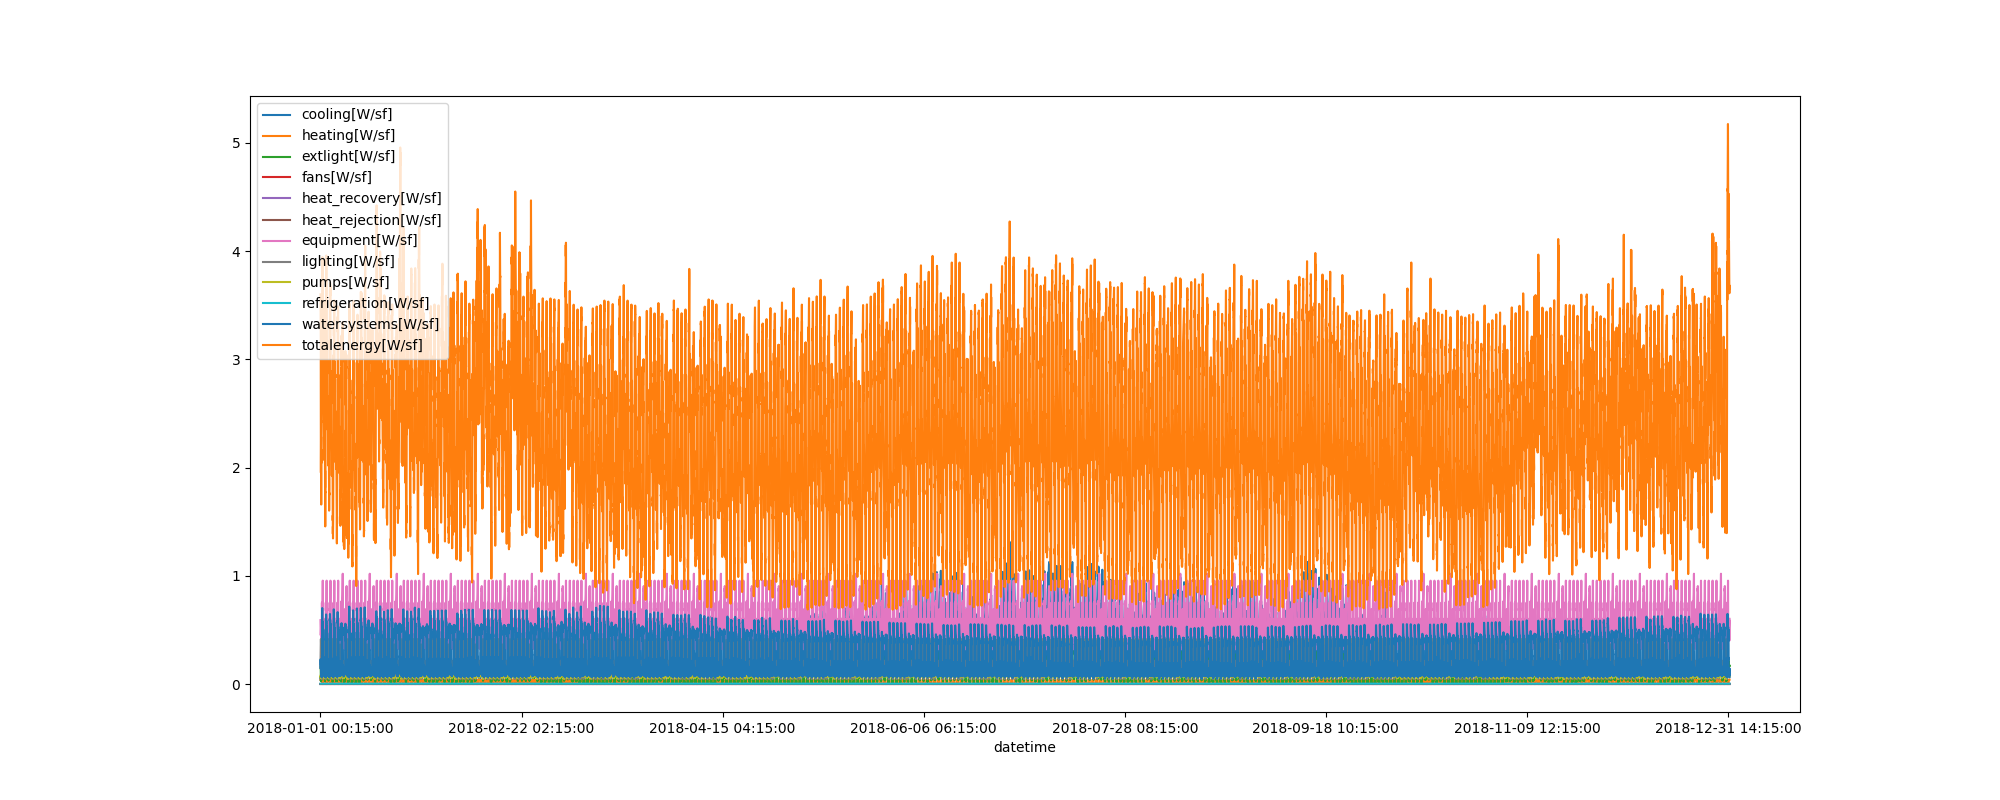 cooling[W/sf]
heating[W/sf]
extlight[W/sf]
fans[W/sf]
heat_recovery[W/sf]
heat_rejection[W/sf]
equipment[W/sf]
lighting[W/sf]
pumps[W/sf]
refrigeration[W/sf]
watersystems[W/sf]
totalenergy[W/sf]
5
4
3
2
1
0
2018-01-01 00:15:00 2018-02-22 02:15:00 2018-04-15 04:15:00 2018-06-06 06:15:00 2018-07-28 08:15:00 2018-09-18 10:15:00 2018-11-09 12:15:00 2018-12-31 14:15:00
datetime